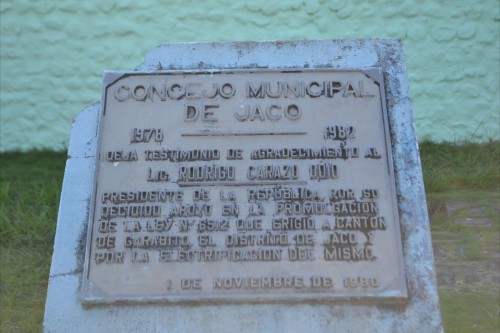 CONCEJO MUNICIPAL
DE JACO
1978 1982
DEJA TESTIMONIO DE AGRADECIMIENTO AL
LIC. RODRIGO CARAZO ODIO
PRESIDENTE DE LA REPUBLICA, POR SU
DECIDIDO APOYO EN LA PROMULGACION
DE LA LEY Nº 6512 QUE ERIGIO A CANTON
DE GARABITO, EL DISTRITO DE JACO Y
POR LA ELECTRIFICACION DEL MISMO.
1 DE NOVIEMBRE DE 1980